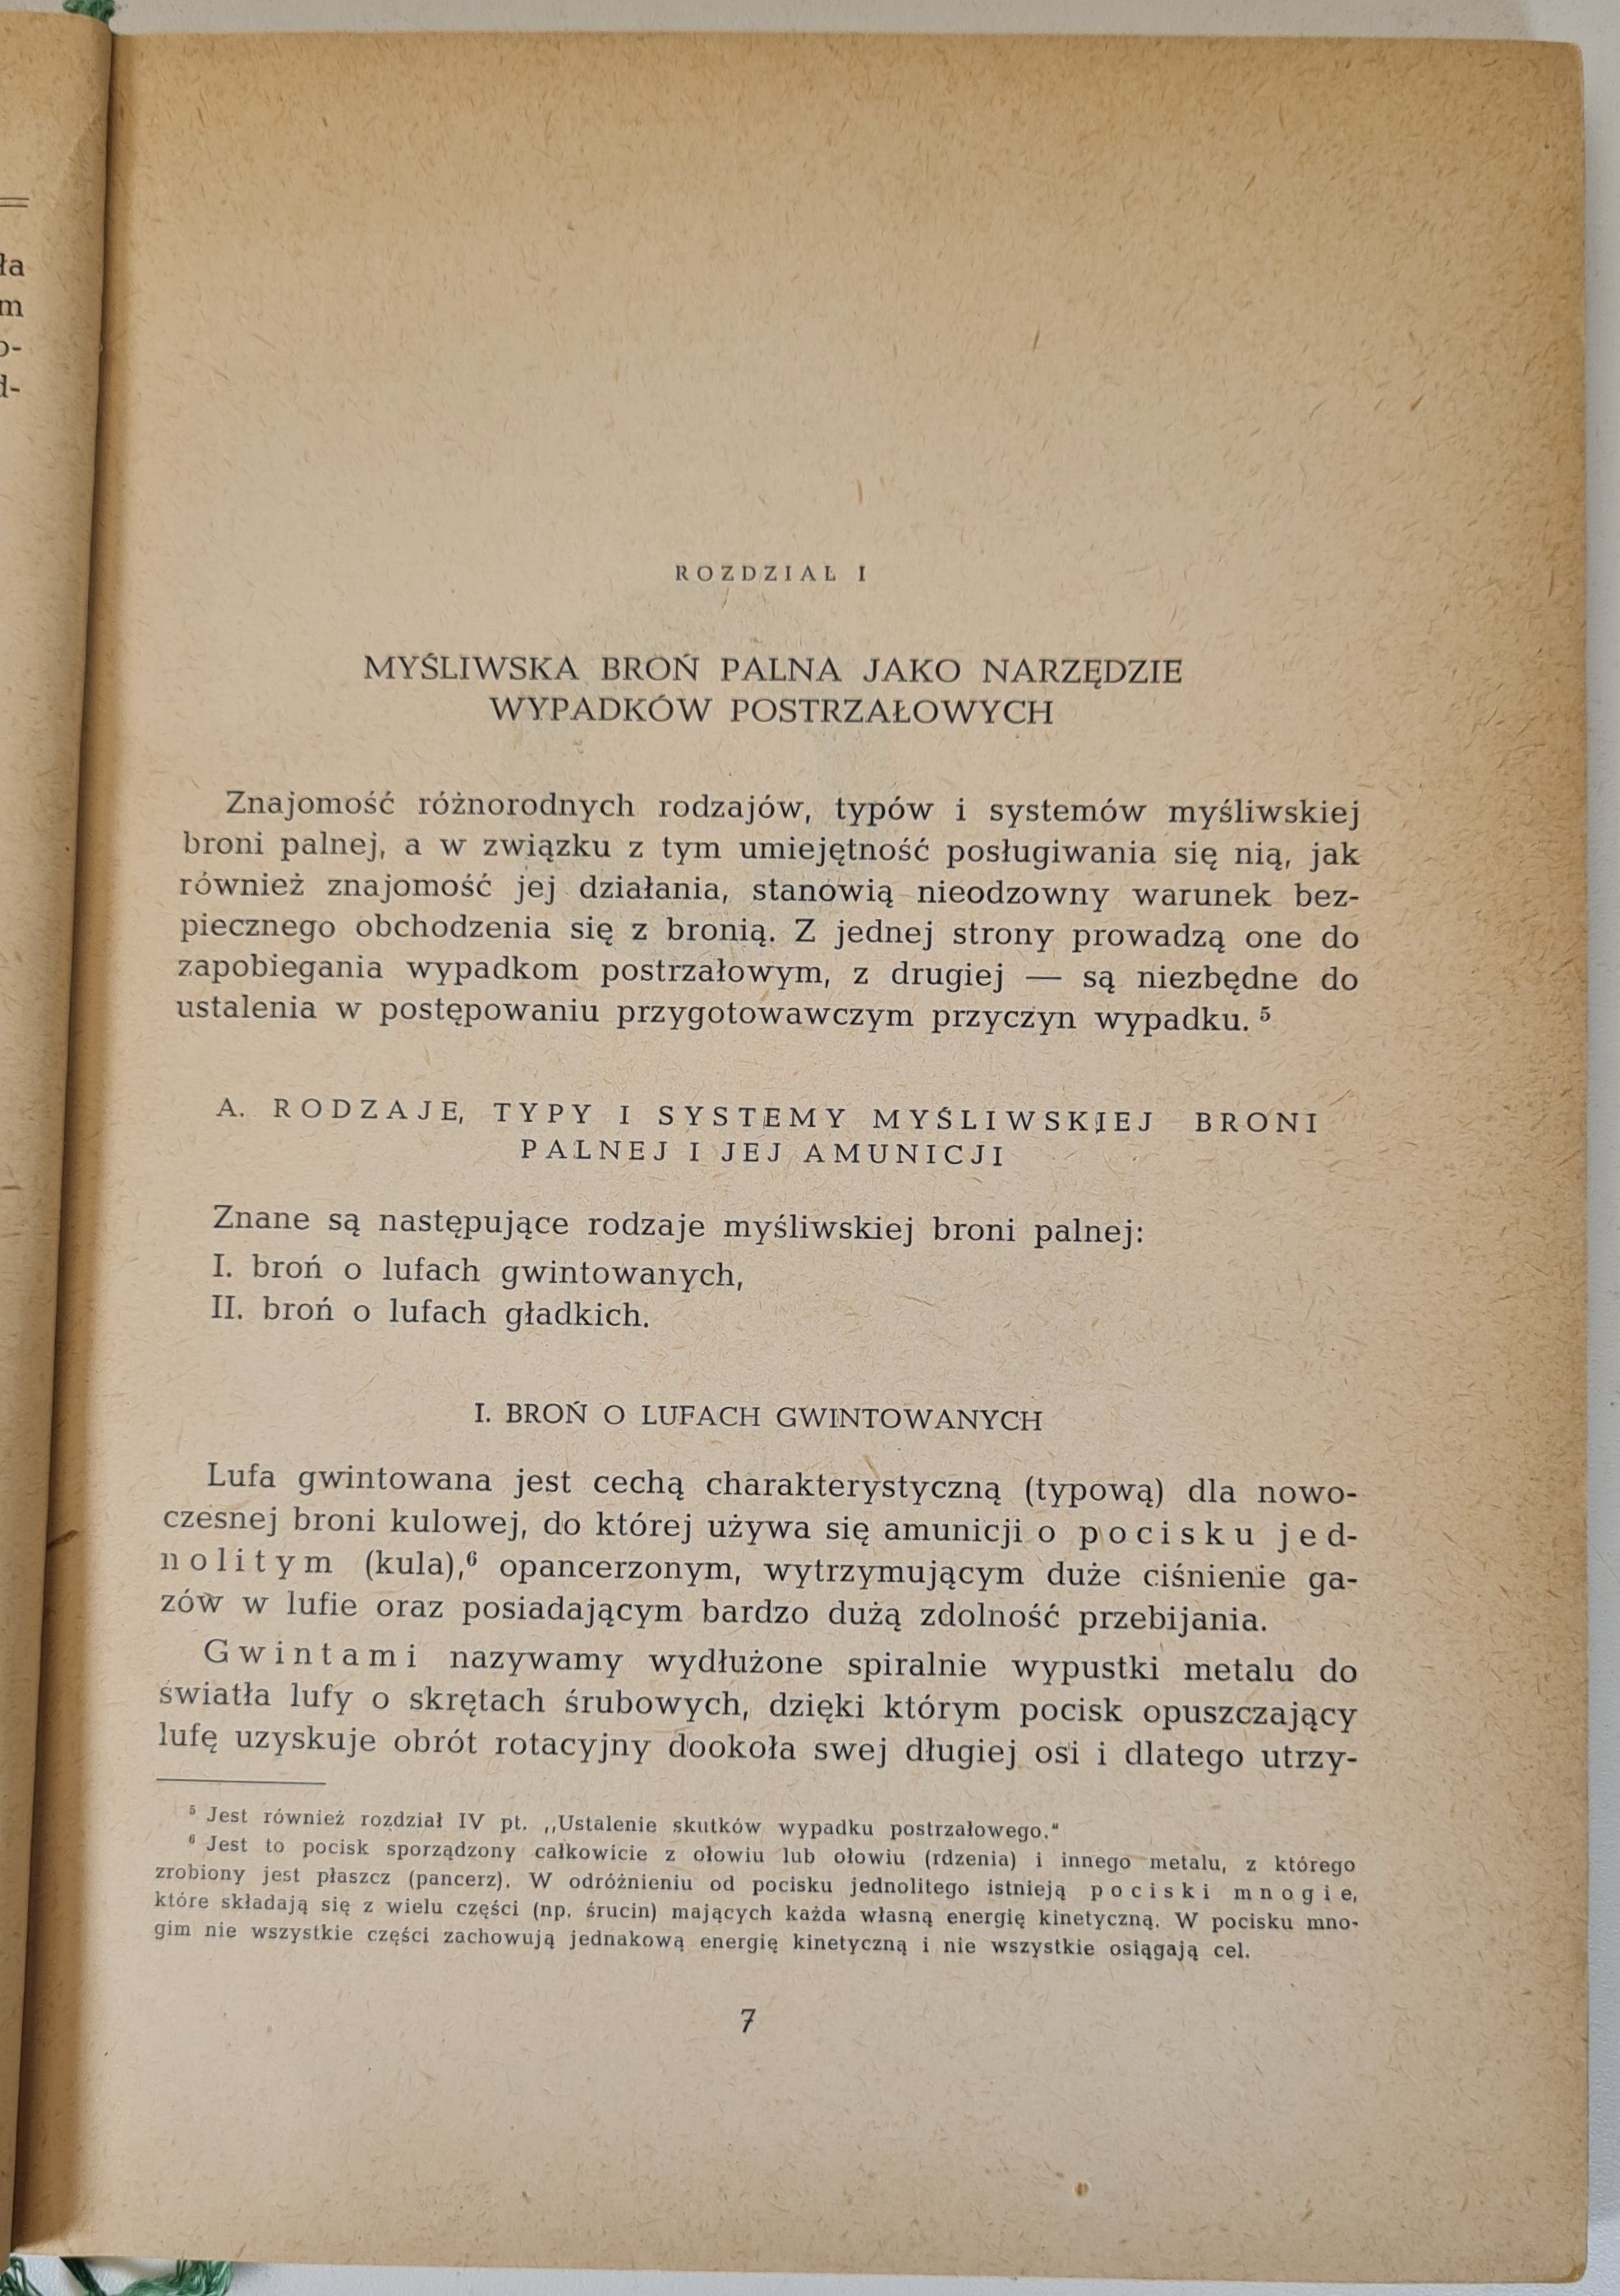 ła
m
o-
d-
ROZDZIAŁ I
MYŚLIWSKA BROŃ PALNA JAKO NARZĘDZIE
WYPADKÓW POSTRZAŁOWYCH
Znajomość różnorodnych rodzajów, typów i systemów myśliwskiej
broni palnej, a w związku z tym umiejętność posługiwania się nią, jak
również znajomość jej działania, stanowią nieodzowny warunek bez-
piecznego obchodzenia się z bronią. Z jednej strony prowadzą one do
zapobiegania wypadkom postrzałowym, z drugiej — są niezbędne do
ustalenia w postępowaniu przygotowawczym przyczyn wypadku. ⁵
A. RODZAJE, TYPY I SYSTEMY MYŚLIWSKIEJ BRONI
PALNEJ I JEJ AMUNICJI
Znane są następujące rodzaje myśliwskiej broni palnej:
I. broń o lufach gwintowanych,
II. broń o lufach gładkich.
I. BROŃ O LUFACH GWINTOWANYCH
Lufa gwintowana jest cechą charakterystyczną (typową) dla nowo-
czesnej broni kulowej, do której używa się amunicji o pocisku jed-
nolitym (kula),⁶ opancerzonym, wytrzymującym duże ciśnienie ga-
zów w lufie oraz posiadającym bardzo dużą zdolność przebijania.
Gwintami nazywamy wydłużone spiralnie wypustki metalu do
światła lufy o skrętach śrubowych, dzięki którym pocisk opuszczający
lufę uzyskuje obrót rotacyjny dookoła swej długiej osi i dlatego utrzy-
⁵ Jest również rozdział IV pt. ,,Ustalenie skutków wypadku postrzałowego."
⁶ Jest to pocisk sporządzony całkowicie z ołowiu lub ołowiu (rdzenia) i innego metalu, z którego
zrobiony jest płaszcz (pancerz). W odróżnieniu od pocisku jednolitego istnieją pociski mnogie,
które składają się z wielu części (np. śrucin) mających każda własną energię kinetyczną. W pocisku mno-
gim nie wszystkie części zachowują jednakową energię kinetyczną i nie wszystkie osiągają cel.
7